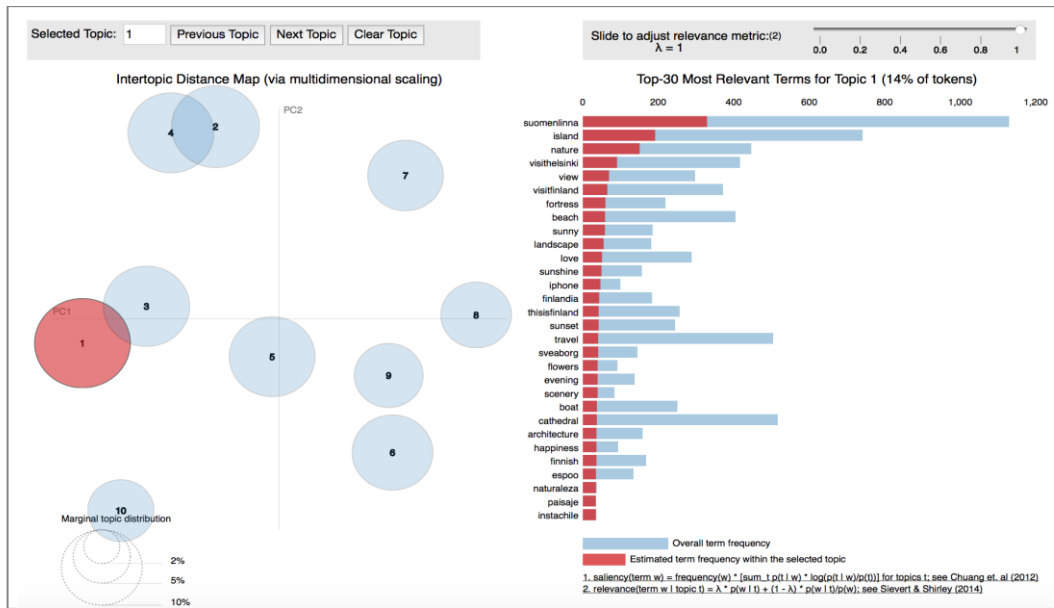 Selected Topic: 1 Previous Topic Next Topic Clear Topic
Slide to adjust relevance metric:(2)
λ = 1
0.0 0.2 0.4 0.6 0.8 1
Intertopic Distance Map (via multidimensional scaling)
PC2
PC1
4
2
7
3
1
8
5
9
6
10
Marginal topic distribution
2%
5%
10%
Top-30 Most Relevant Terms for Topic 1 (14% of tokens)
0 200 400 600 800 1,000 1,200
suomenlinna
island
nature
visithelsinki
view
visitfinland
fortress
beach
sunny
landscape
love
sunshine
iphone
finlandia
thisisfinland
sunset
travel
sveaborg
flowers
evening
scenery
boat
cathedral
architecture
happiness
finnish
espoo
naturaleza
paisaje
instachile
Overall term frequency
Estimated term frequency within the selected topic
1. saliency(term w) = frequency(w) * [sum_t p(t | w) * log(p(t | w)/p(t))] for topics t; see Chuang et. al (2012)
2. relevance(term w | topic t) = λ * p(w | t) + (1 - λ) * p(w | t)/p(w); see Sievert & Shirley (2014)